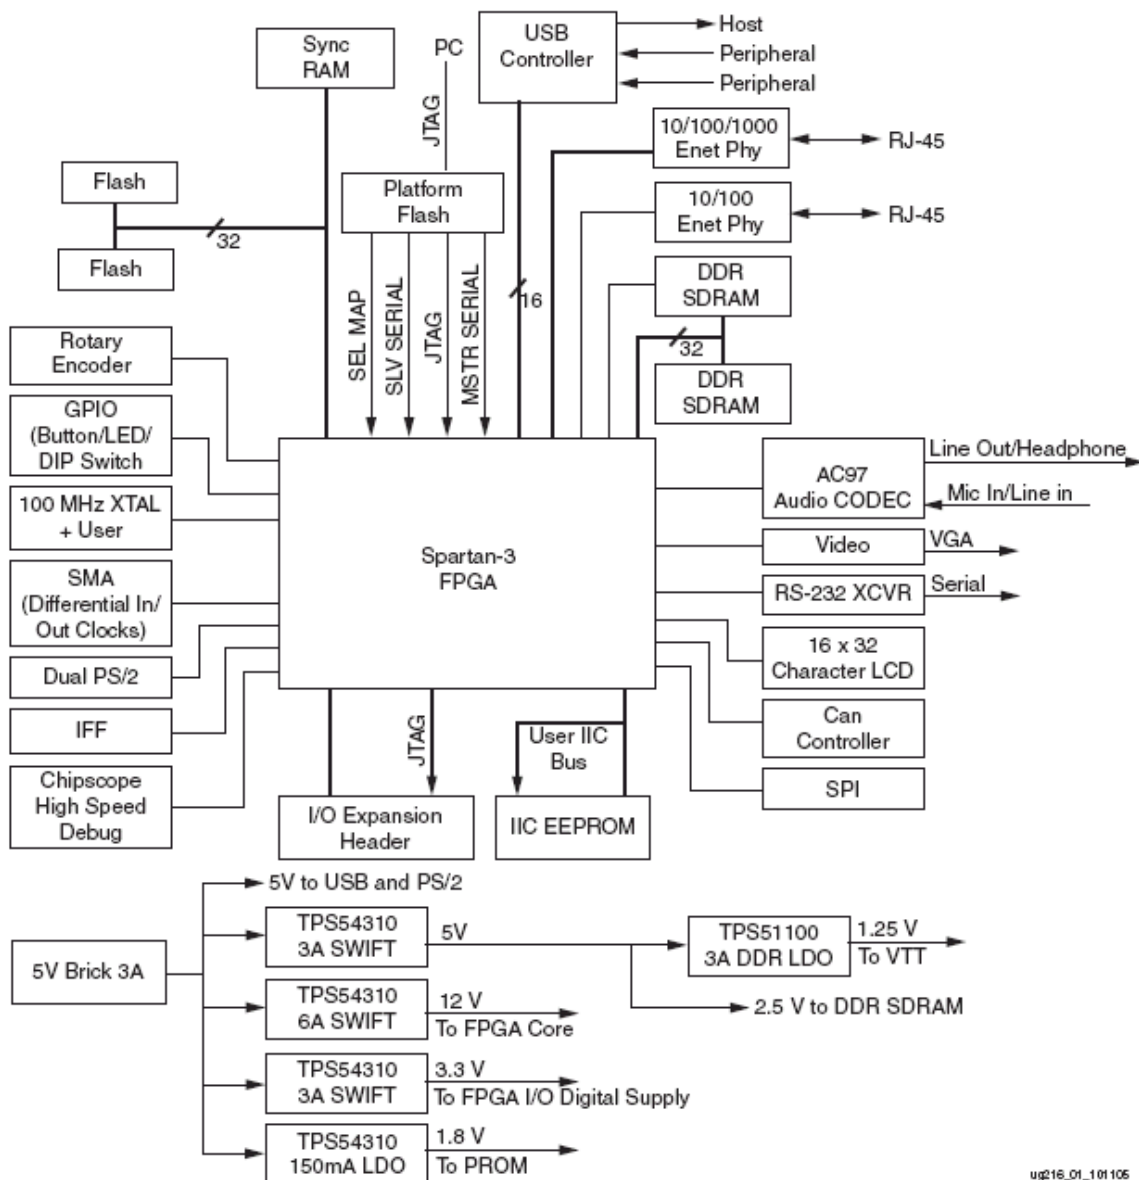 Sync
RAM
PC
USB
Controller
Host
Peripheral
Peripheral
JTAG
10/100/1000
Enet Phy
RJ-45
Flash
Platform
Flash
10/100
Enet Phy
RJ-45
32
Flash
DDR
SDRAM
16
SEL MAP
SLV SERIAL
JTAG
MSTR SERIAL
32
DDR
SDRAM
Rotary
Encoder
GPIO
(Button/LED/
DIP Switch
100 MHz XTAL
+ User
SMA
(Differential In/
Out Clocks)
Dual PS/2
IFF
Chipscope
High Speed
Debug
Spartan-3
FPGA
AC97
Audio CODEC
Line Out/Headphone
Mic In/Line in
Video
VGA
RS-232 XCVR
Serial
16 x 32
Character LCD
Can
Controller
SPI
JTAG
User IIC
Bus
I/O Expansion
Header
IIC EEPROM
5V to USB and PS/2
5V Brick 3A
TPS54310
3A SWIFT
5V
TPS51100
3A DDR LDO
1.25 V
To VTT
2.5 V to DDR SDRAM
TPS54310
6A SWIFT
12 V
To FPGA Core
TPS54310
3A SWIFT
3.3 V
To FPGA I/O Digital Supply
TPS54310
150mA LDO
1.8 V
To PROM
ug216_01_101105